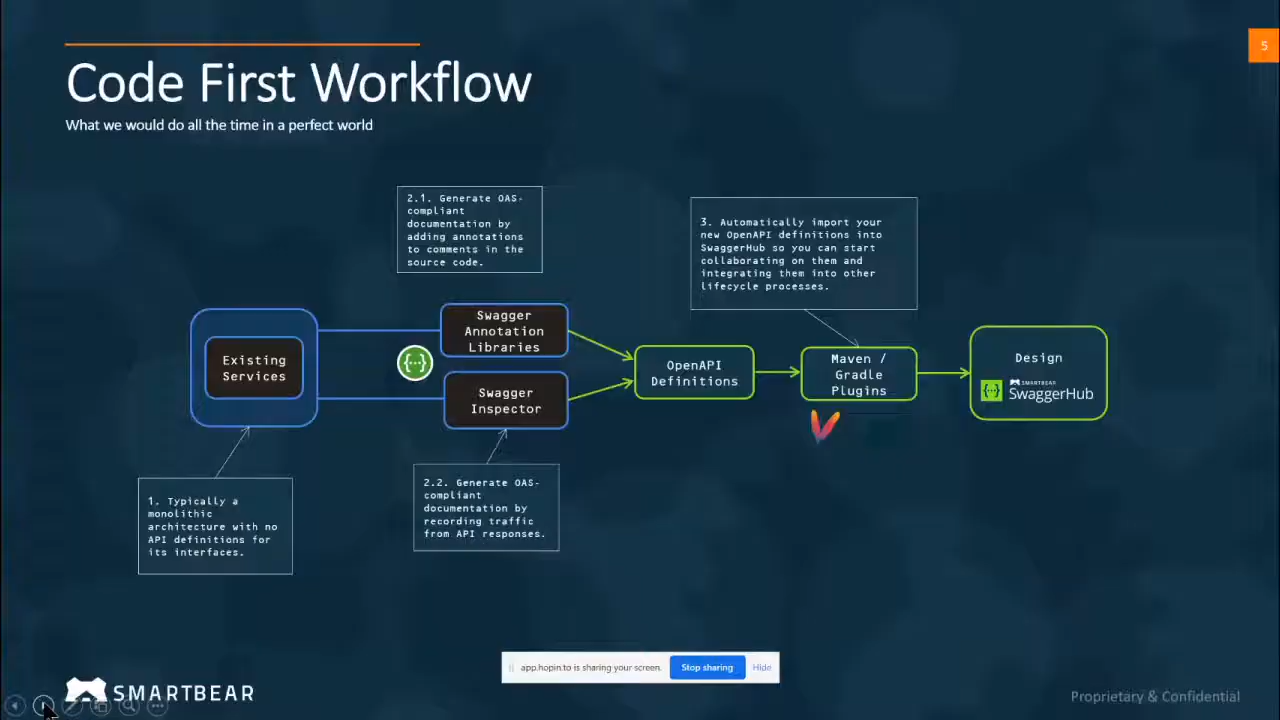 5
Code First Workflow
What we would do all the time in a perfect world
2.1. Generate OAS-
compliant
documentation by
adding annotations
to comments in the
source code.
3. Automatically import your
new OpenAPI definitions into
SwaggerHub so you can start
collaborating on them and
integrating them into other
lifecycle processes.
Existing
Services
{···}
Swagger
Annotation
Libraries
Swagger
Inspector
OpenAPI
Definitions
Maven /
Gradle
Plugins
Design
{···}
SMARTBEAR
SwaggerHub
1. Typically a
monolithic
architecture with no
API definitions for
its interfaces.
2.2. Generate OAS-
compliant
documentation by
recording traffic
from API responses.
app.hopin.to is sharing your screen.
Stop sharing
Hide
SMARTBEAR
Proprietary & Confidential